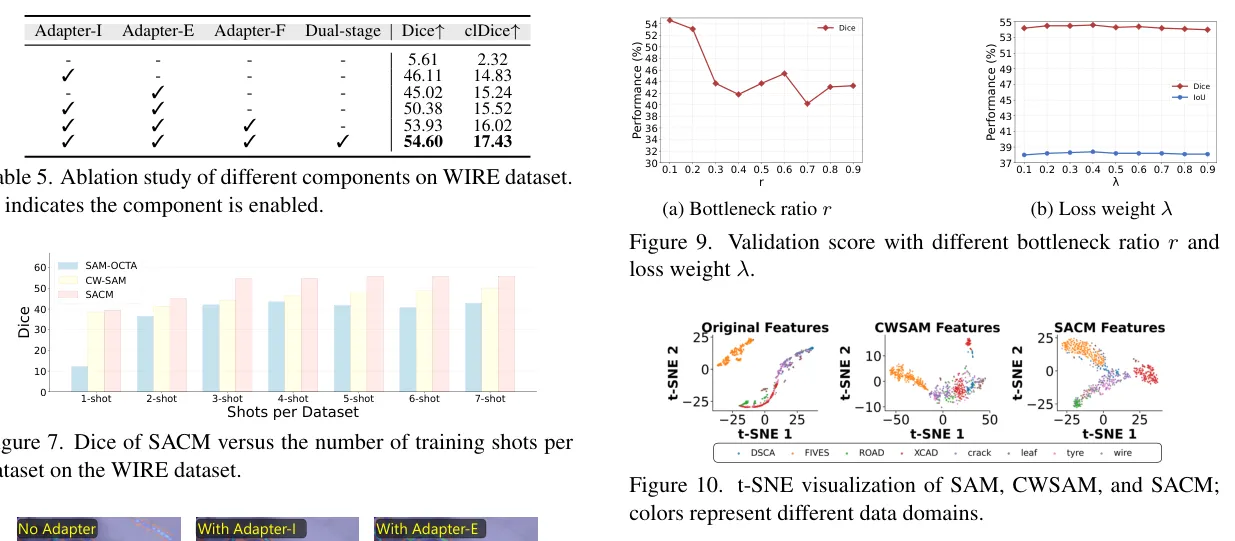 Adapter-I Adapter-E Adapter-F Dual-stage Dice↑ clDice↑
- - - - 5.61 2.32
✓ - - - 46.11 14.83
- ✓ - - 45.02 15.24
✓ ✓ - - 50.38 15.52
✓ ✓ ✓ - 53.93 16.02
✓ ✓ ✓ ✓ 54.60 17.43
able 5. Ablation study of different components on WIRE dataset.
indicates the component is enabled.
60
50
40
30
20
10
0
Dice
SAM-OCTA
CW-SAM
SACM
1-shot 2-shot 3-shot 4-shot 5-shot 6-shot 7-shot
Shots per Dataset
igure 7. Dice of SACM versus the number of training shots per
ataset on the WIRE dataset.
No Adapter
With Adapter-I
With Adapter-E
54
52
50
48
46
44
42
40
38
36
34
32
30
Performance (%)
Dice
0.1 0.2 0.3 0.4 0.5 0.6 0.7 0.8 0.9
r
(a) Bottleneck ratio r
55
53
51
49
47
45
43
41
39
37
Performance (%)
Dice
IoU
0.1 0.2 0.3 0.4 0.5 0.6 0.7 0.8 0.9
λ
(b) Loss weight λ
Figure 9. Validation score with different bottleneck ratio r and
loss weight λ.
Original Features
25
0
−25
t-SNE 2
−25 0 25
t-SNE 1
CWSAM Features
10
0
−10
t-SNE 2
−50 0 50
t-SNE 1
SACM Features
25
0
−25
t-SNE 2
−25 0 25
t-SNE 1
DSCA FIVES ROAD XCAD crack leaf tyre wire
Figure 10. t-SNE visualization of SAM, CWSAM, and SACM;
colors represent different data domains.